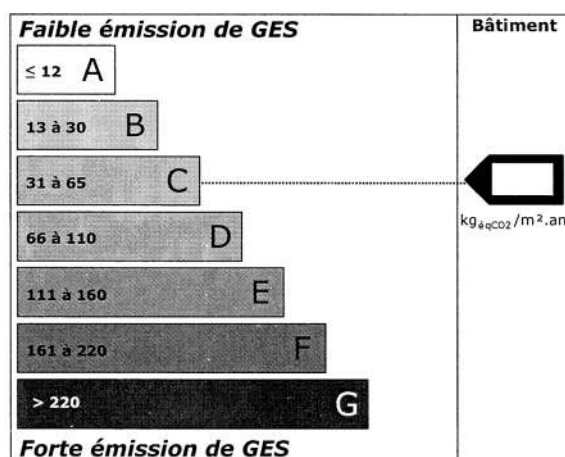 Faible émission de GES
Bâtiment
≤ 12 A
13 à 30 B
31 à 65 C
66 à 110 D
111 à 160 E
161 à 220 F
> 220 G
kgéqCO2/m².an
Forte émission de GES